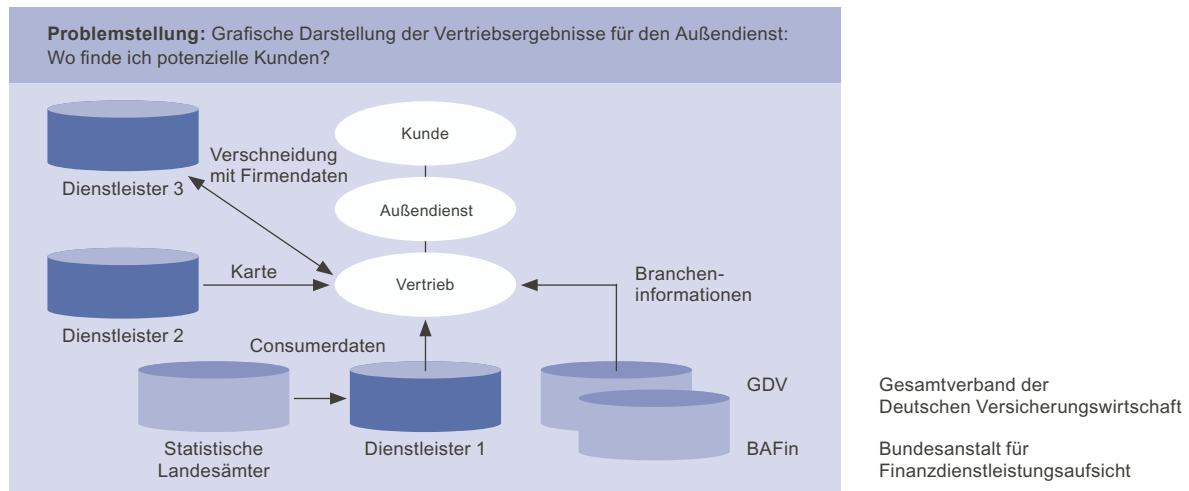 Problemstellung: Grafische Darstellung der Vertriebsergebnisse für den Außendienst:
Wo finde ich potenzielle Kunden?
Kunde
Verschneidung
mit Firmendaten
Dienstleister 3
Außendienst
Karte
Vertrieb
Branchen-
informationen
Dienstleister 2
Consumerdaten
GDV
Gesamtverband der
Deutschen Versicherungswirtschaft
Statistische
Landesämter
Dienstleister 1
BAFin
Bundesanstalt für
Finanzdienstleistungsaufsicht